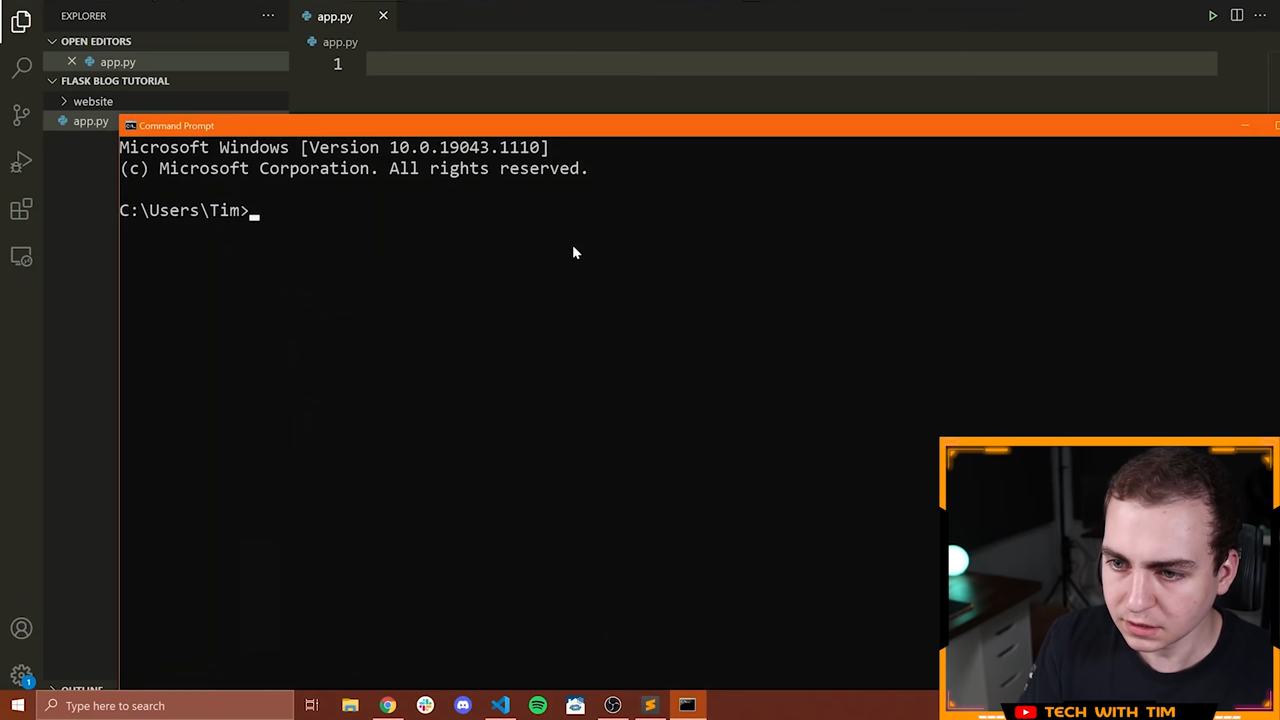 EXPLORER
app.py
OPEN EDITORS
app.py
app.py
FLASK BLOG TUTORIAL
1
website
app.py
Command Prompt
Microsoft Windows [Version 10.0.19043.1110]
(c) Microsoft Corporation. All rights reserved.
C:\Users\Tim>
OUTLINE
1
Type here to search
TECH WITH TIM